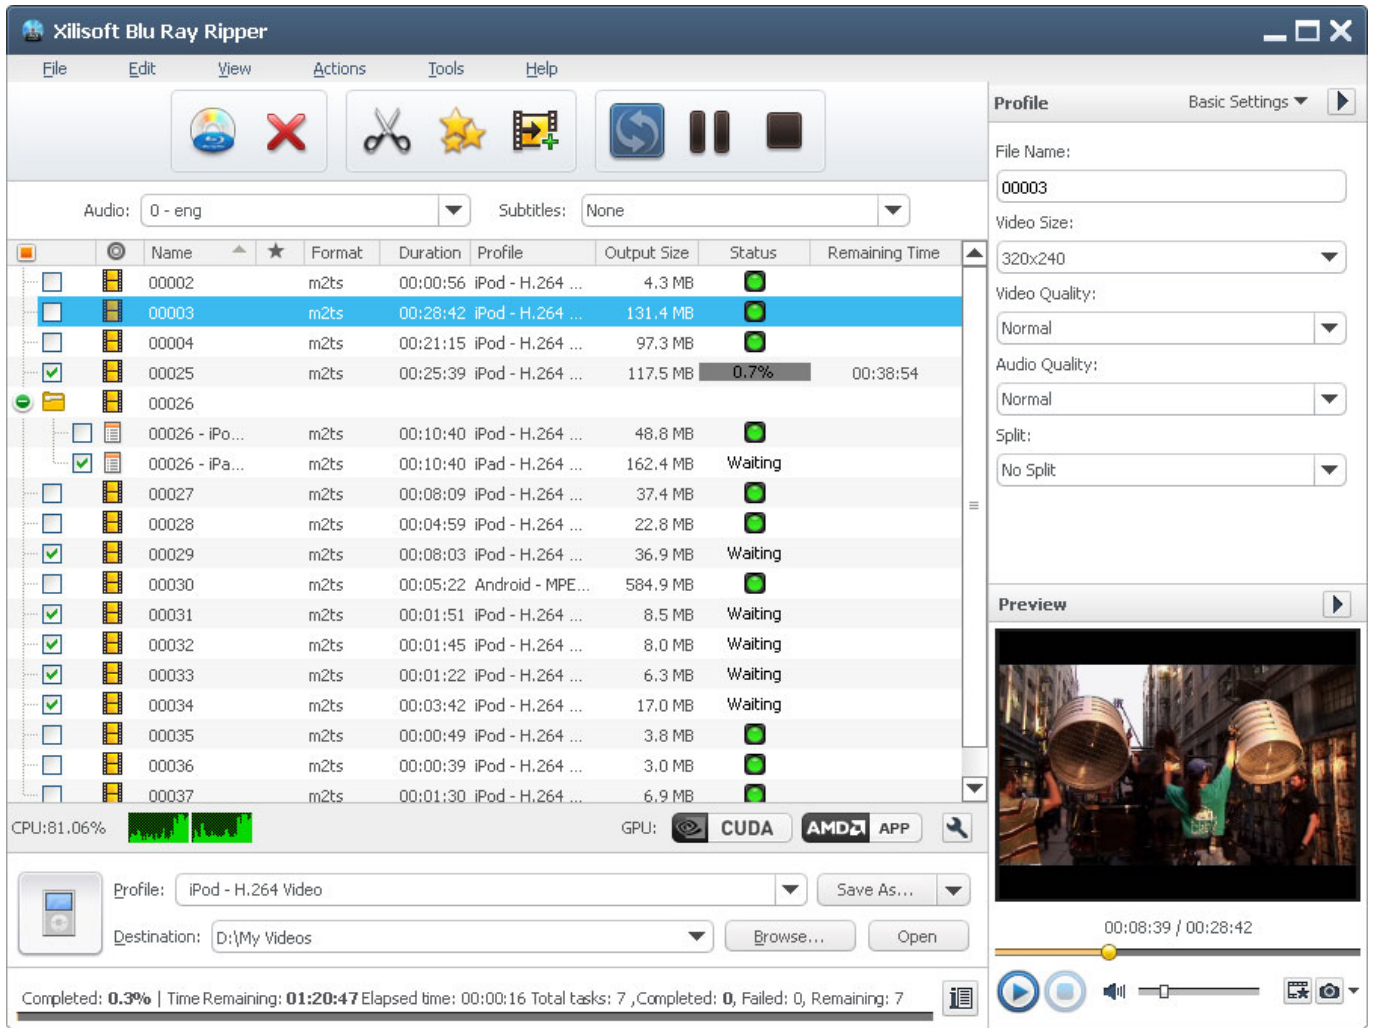 Xilisoft Blu Ray Ripper
File Edit View Actions Tools Help
Audio: 0 - eng Subtitles: None
Name Format Duration Profile Output Size Status Remaining Time
00002 m2ts 00:00:56 iPod - H.264 ... 4.3 MB
00003 m2ts 00:28:42 iPod - H.264 ... 131.4 MB
00004 m2ts 00:21:15 iPod - H.264 ... 97.3 MB
00025 m2ts 00:25:39 iPod - H.264 ... 117.5 MB 0.7% 00:38:54
00026
00026 - iPo... m2ts 00:10:40 iPod - H.264 ... 48.8 MB
00026 - iPa... m2ts 00:10:40 iPad - H.264 ... 162.4 MB Waiting
00027 m2ts 00:08:09 iPod - H.264 ... 37.4 MB
00028 m2ts 00:04:59 iPod - H.264 ... 22.8 MB
00029 m2ts 00:08:03 iPod - H.264 ... 36.9 MB Waiting
00030 m2ts 00:05:22 Android - MPE... 584.9 MB
00031 m2ts 00:01:51 iPod - H.264 ... 8.5 MB Waiting
00032 m2ts 00:01:45 iPod - H.264 ... 8.0 MB Waiting
00033 m2ts 00:01:22 iPod - H.264 ... 6.3 MB Waiting
00034 m2ts 00:03:42 iPod - H.264 ... 17.0 MB Waiting
00035 m2ts 00:00:49 iPod - H.264 ... 3.8 MB
00036 m2ts 00:00:39 iPod - H.264 ... 3.0 MB
00037 m2ts 00:01:30 iPod - H.264 ... 6.9 MB
CPU:81.06% GPU: CUDA AMD APP
Profile: iPod - H.264 Video Save As...
Destination: D:\My Videos Browse... Open
Completed: 0.3% | Time Remaining: 01:20:47 Elapsed time: 00:00:16 Total tasks: 7 ,Completed: 0, Failed: 0, Remaining: 7
Profile Basic Settings
File Name:
00003
Video Size:
320x240
Video Quality:
Normal
Audio Quality:
Normal
Split:
No Split
Preview
00:08:39 / 00:28:42